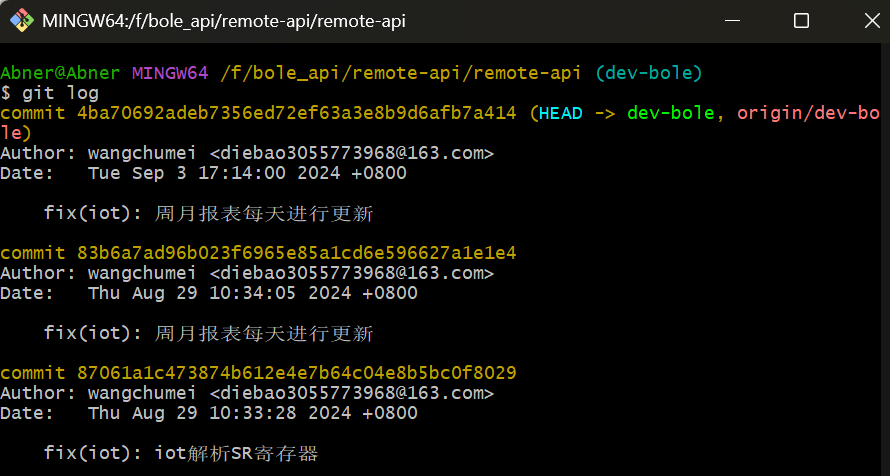 MINGW64:/f/bole_api/remote-api/remote-api
Abner@Abner MINGW64 /f/bole_api/remote-api/remote-api (dev-bole)
$ git log
commit 4ba70692adeb7356ed72ef63a3e8b9d6afb7a414 (HEAD -> dev-bole, origin/dev-bo
le)
Author: wangchumei <diebao3055773968@163.com>
Date:   Tue Sep 3 17:14:00 2024 +0800
fix(iot): 周月报表每天进行更新
commit 83b6a7ad96b023f6965e85a1cd6e596627a1e1e4
Author: wangchumei <diebao3055773968@163.com>
Date:   Thu Aug 29 10:34:05 2024 +0800
fix(iot): 周月报表每天进行更新
commit 87061a1c473874b612e4e7b64c04e8b5bc0f8029
Author: wangchumei <diebao3055773968@163.com>
Date:   Thu Aug 29 10:33:28 2024 +0800
fix(iot): iot解析SR寄存器